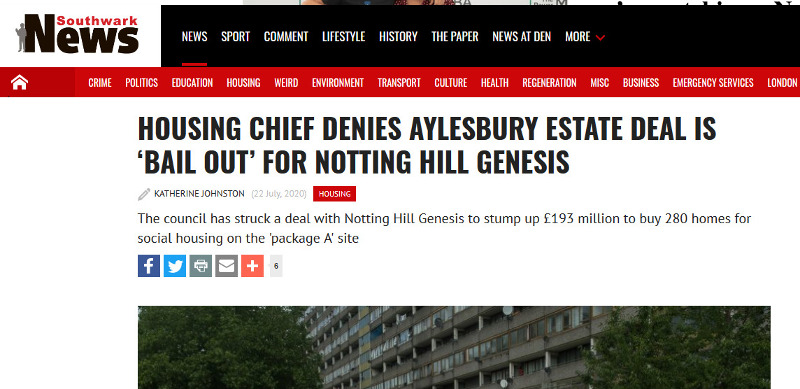 Southwark
News
NEWS SPORT COMMENT LIFESTYLE HISTORY THE PAPER NEWS AT DEN MORE
CRIME POLITICS EDUCATION HOUSING WEIRD ENVIRONMENT TRANSPORT CULTURE HEALTH REGENERATION MISC BUSINESS EMERGENCY SERVICES LONDON
HOUSING CHIEF DENIES AYLESBURY ESTATE DEAL IS
‘BAIL OUT’ FOR NOTTING HILL GENESIS
KATHERINE JOHNSTON (22 July, 2020) HOUSING
The council has struck a deal with Notting Hill Genesis to stump up £193 million to buy 280 homes for
social housing on the 'package A' site
6